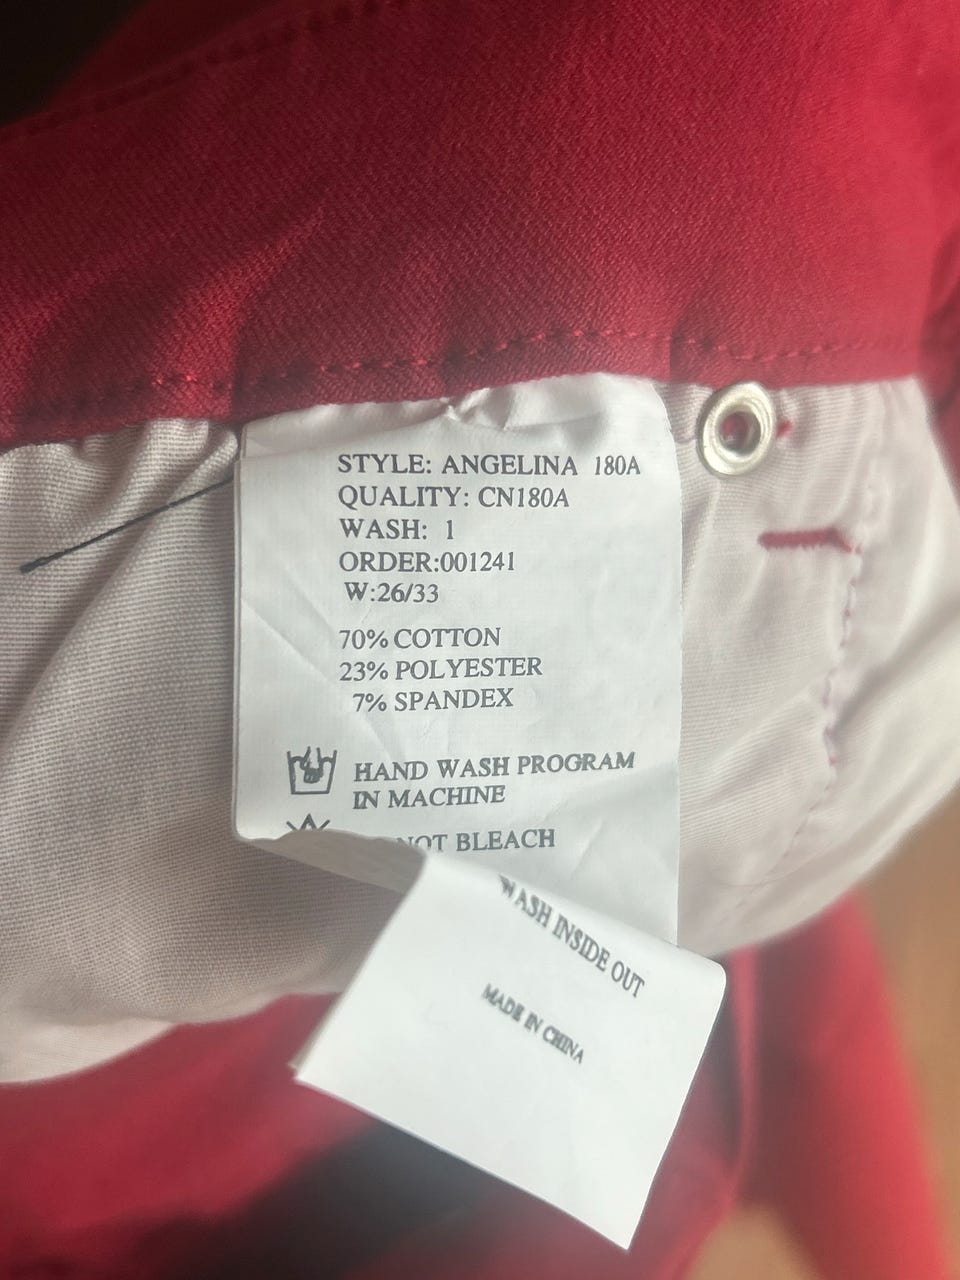 STYLE: ANGELINA 180A
QUALITY: CN180A
WASH: 1
ORDER:001241
W:26/33
70% COTTON
23% POLYESTER
7% SPANDEX
HAND WASH PROGRAM
IN MACHINE
NOT BLEACH
WASH INSIDE OUT
MADE IN CHINA